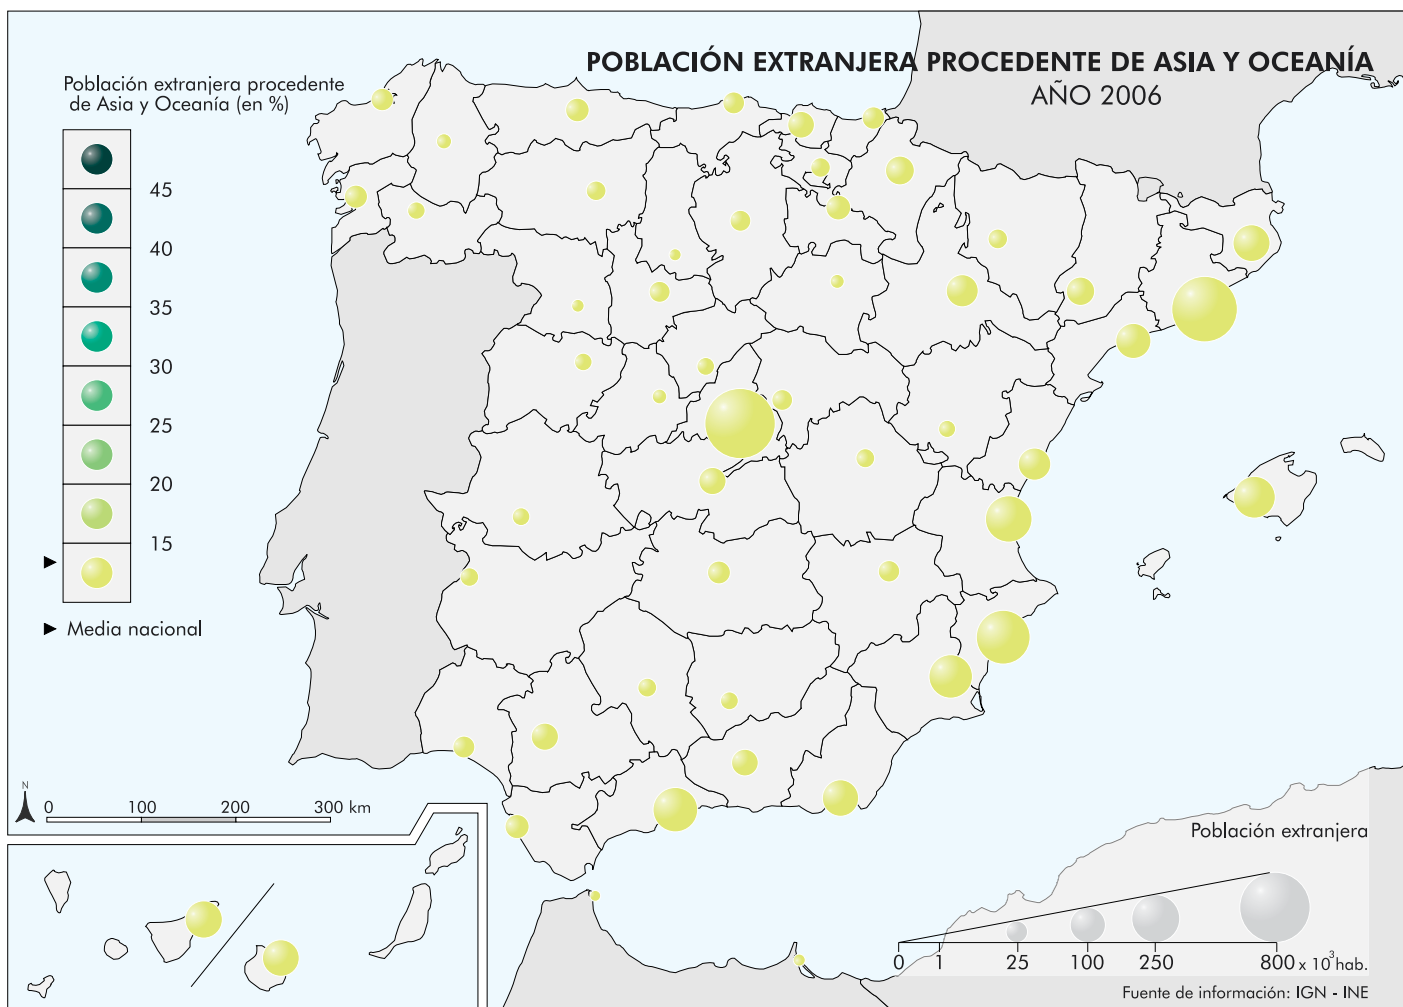 POBLACIÓN EXTRANJERA PROCEDENTE DE ASIA Y OCEANÍA
AÑO 2006
Población extranjera procedente
de Asia y Oceanía (en %)
45
40
35
30
25
20
15
► Media nacional
N
0 100 200 300 km
Población extranjera
0 1 25 100 250 800 x 10³ hab.
Fuente de información: IGN - INE